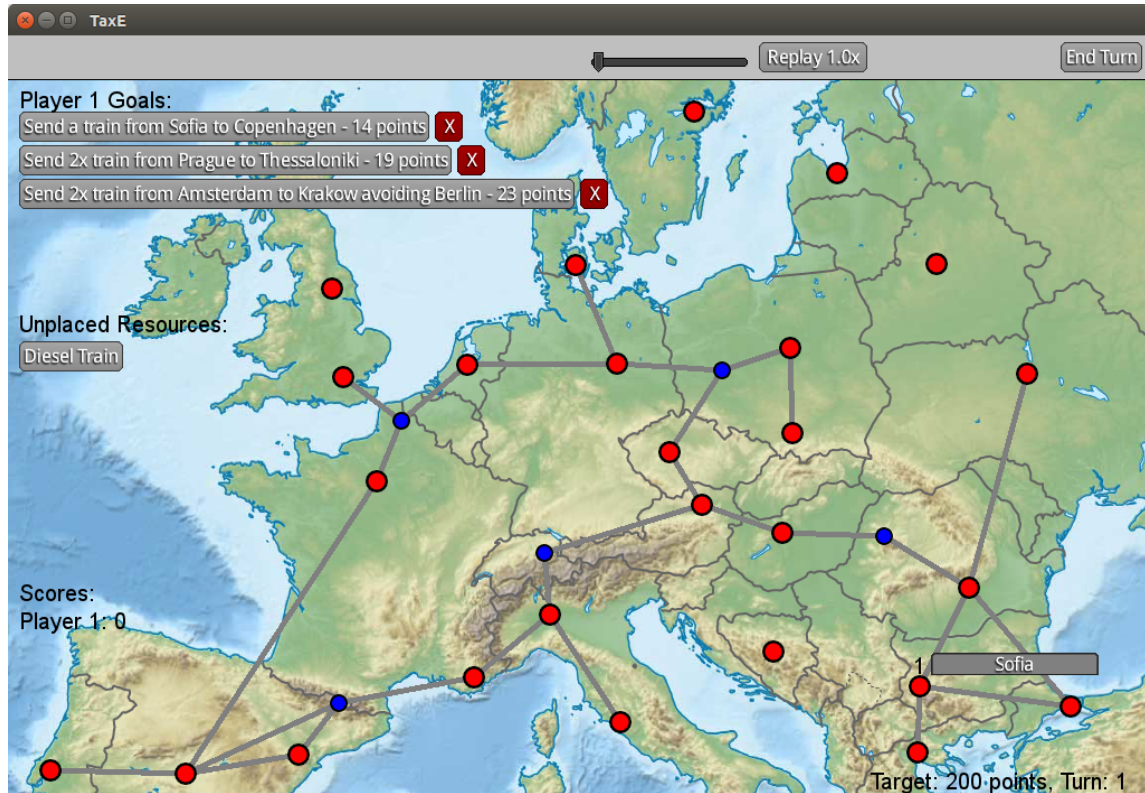 TaxE
Replay 1.0x
End Turn
Player 1 Goals:
Send a train from Sofia to Copenhagen - 14 points X
Send 2x train from Prague to Thessaloniki - 19 points X
Send 2x train from Amsterdam to Krakow avoiding Berlin - 23 points X
Unplaced Resources:
Diesel Train
Scores:
Player 1: 0
1 Sofia
Target: 200 points, Turn: 1